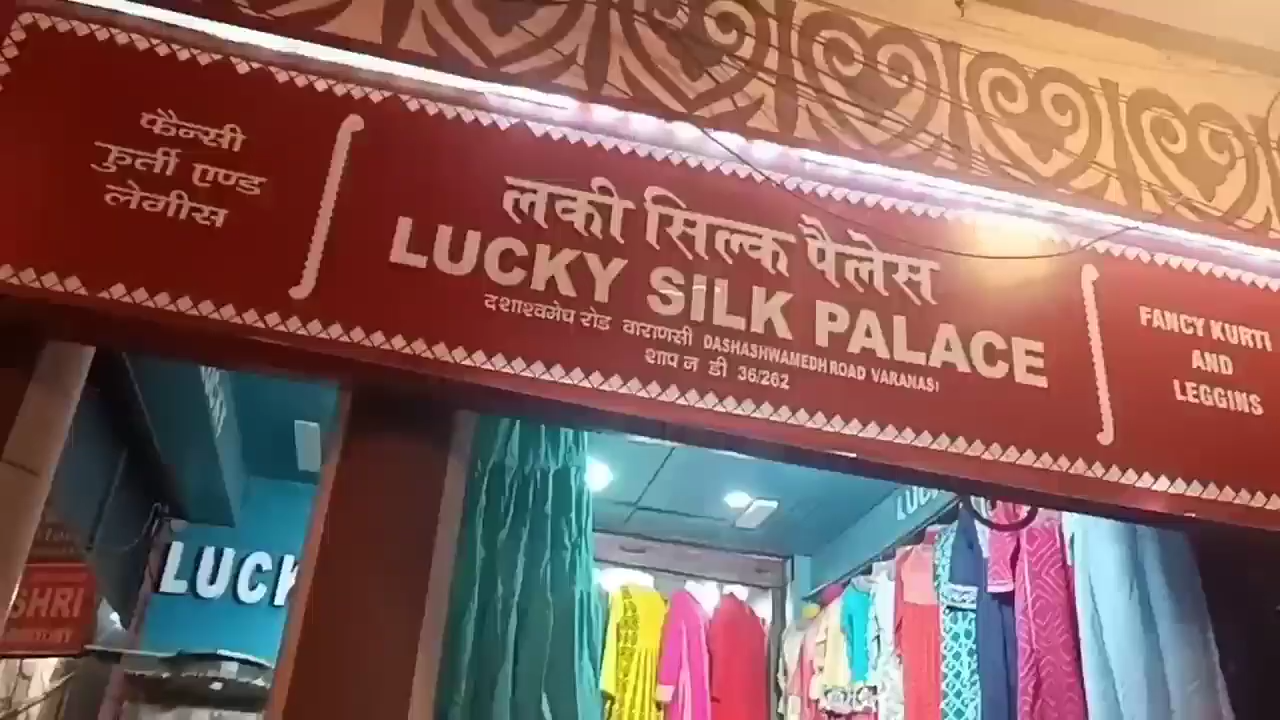 फैन्सी
कुर्ती एण्ड
लेगीस
लकी सिल्क पैलेस
LUCKY SILK PALACE
दशाश्वमेघ रोड वाराणसी DASHASHWAMEDH ROAD VARANASI
शाप न डी 36/262
FANCY KURTI
AND
LEGGINS
LUCK
LUC
SHRI